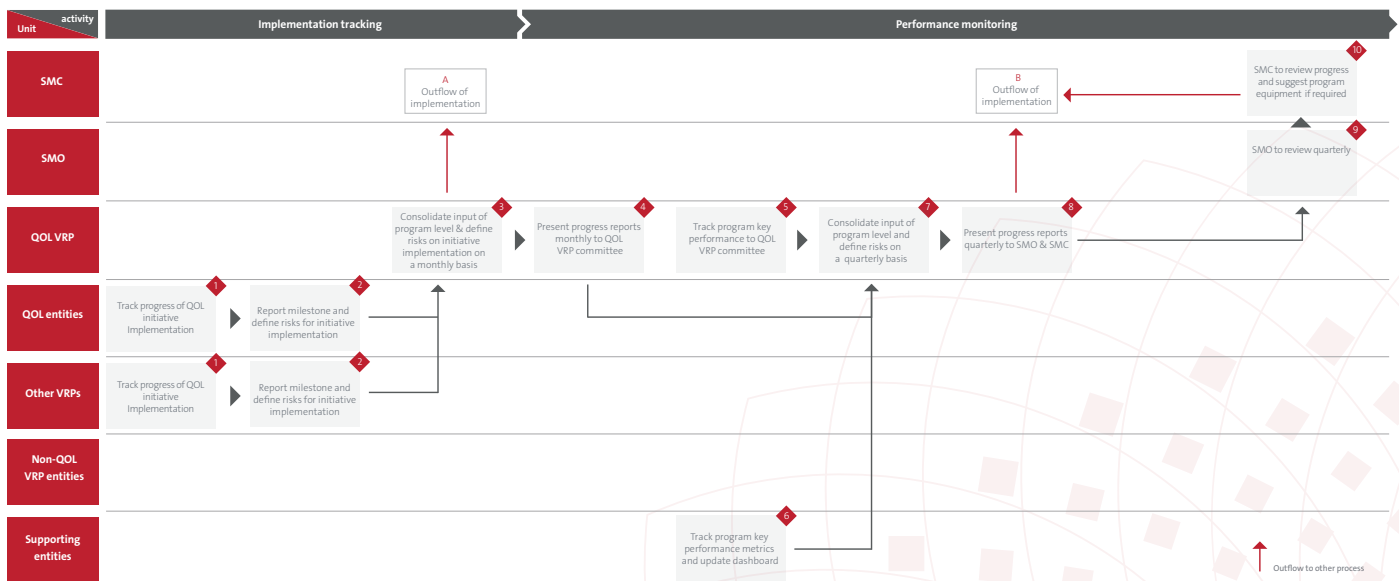 activity
Unit
Implementation tracking
Performance monitoring
SMC
A
Outflow of
implementation
B
Outflow of
implementation
10
SMC to review progress
and suggest program
equipment if required
SMO
9
SMO to review quarterly
QOL VRP
3
Consolidate input of
program level & define
risks on initiative
implementation on
a monthly basis
4
Present progress reports
monthly to QOL
VRP committee
5
Track program key
performance to QOL
VRP committee
7
Consolidate input of
program level and
define risks on
a quarterly basis
8
Present progress reports
quarterly to SMO & SMC
QOL entities
1
Track progress of QOL
initiative
Implementation
2
Report milestone and
define risks for initiative
implementation
Other VRPs
1
Track progress of QOL
initiative
Implementation
2
Report milestone and
define risks for initiative
implementation
Non-QOL
VRP entities
Supporting
entities
6
Track program key
performance metrics
and update dashboard
Outflow to other process